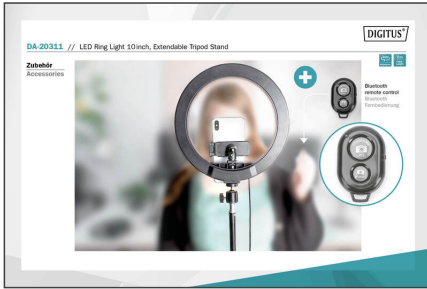 DIGITUS®
DA-20311 // LED Ring Light 10 inch, Extendable Tripod Stand
Zubehör
Accessories
Bluetooth
remote control
Bluetooth
Fernbedienung